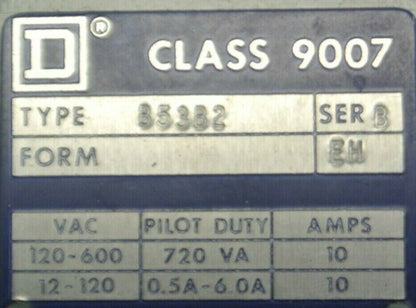 D ® CLASS 9007
TYPE B53B2 SER B
FORM EH
VAC PILOT DUTY AMPS
120-600 720 VA 10
12-120 0.5A-6.0A 10